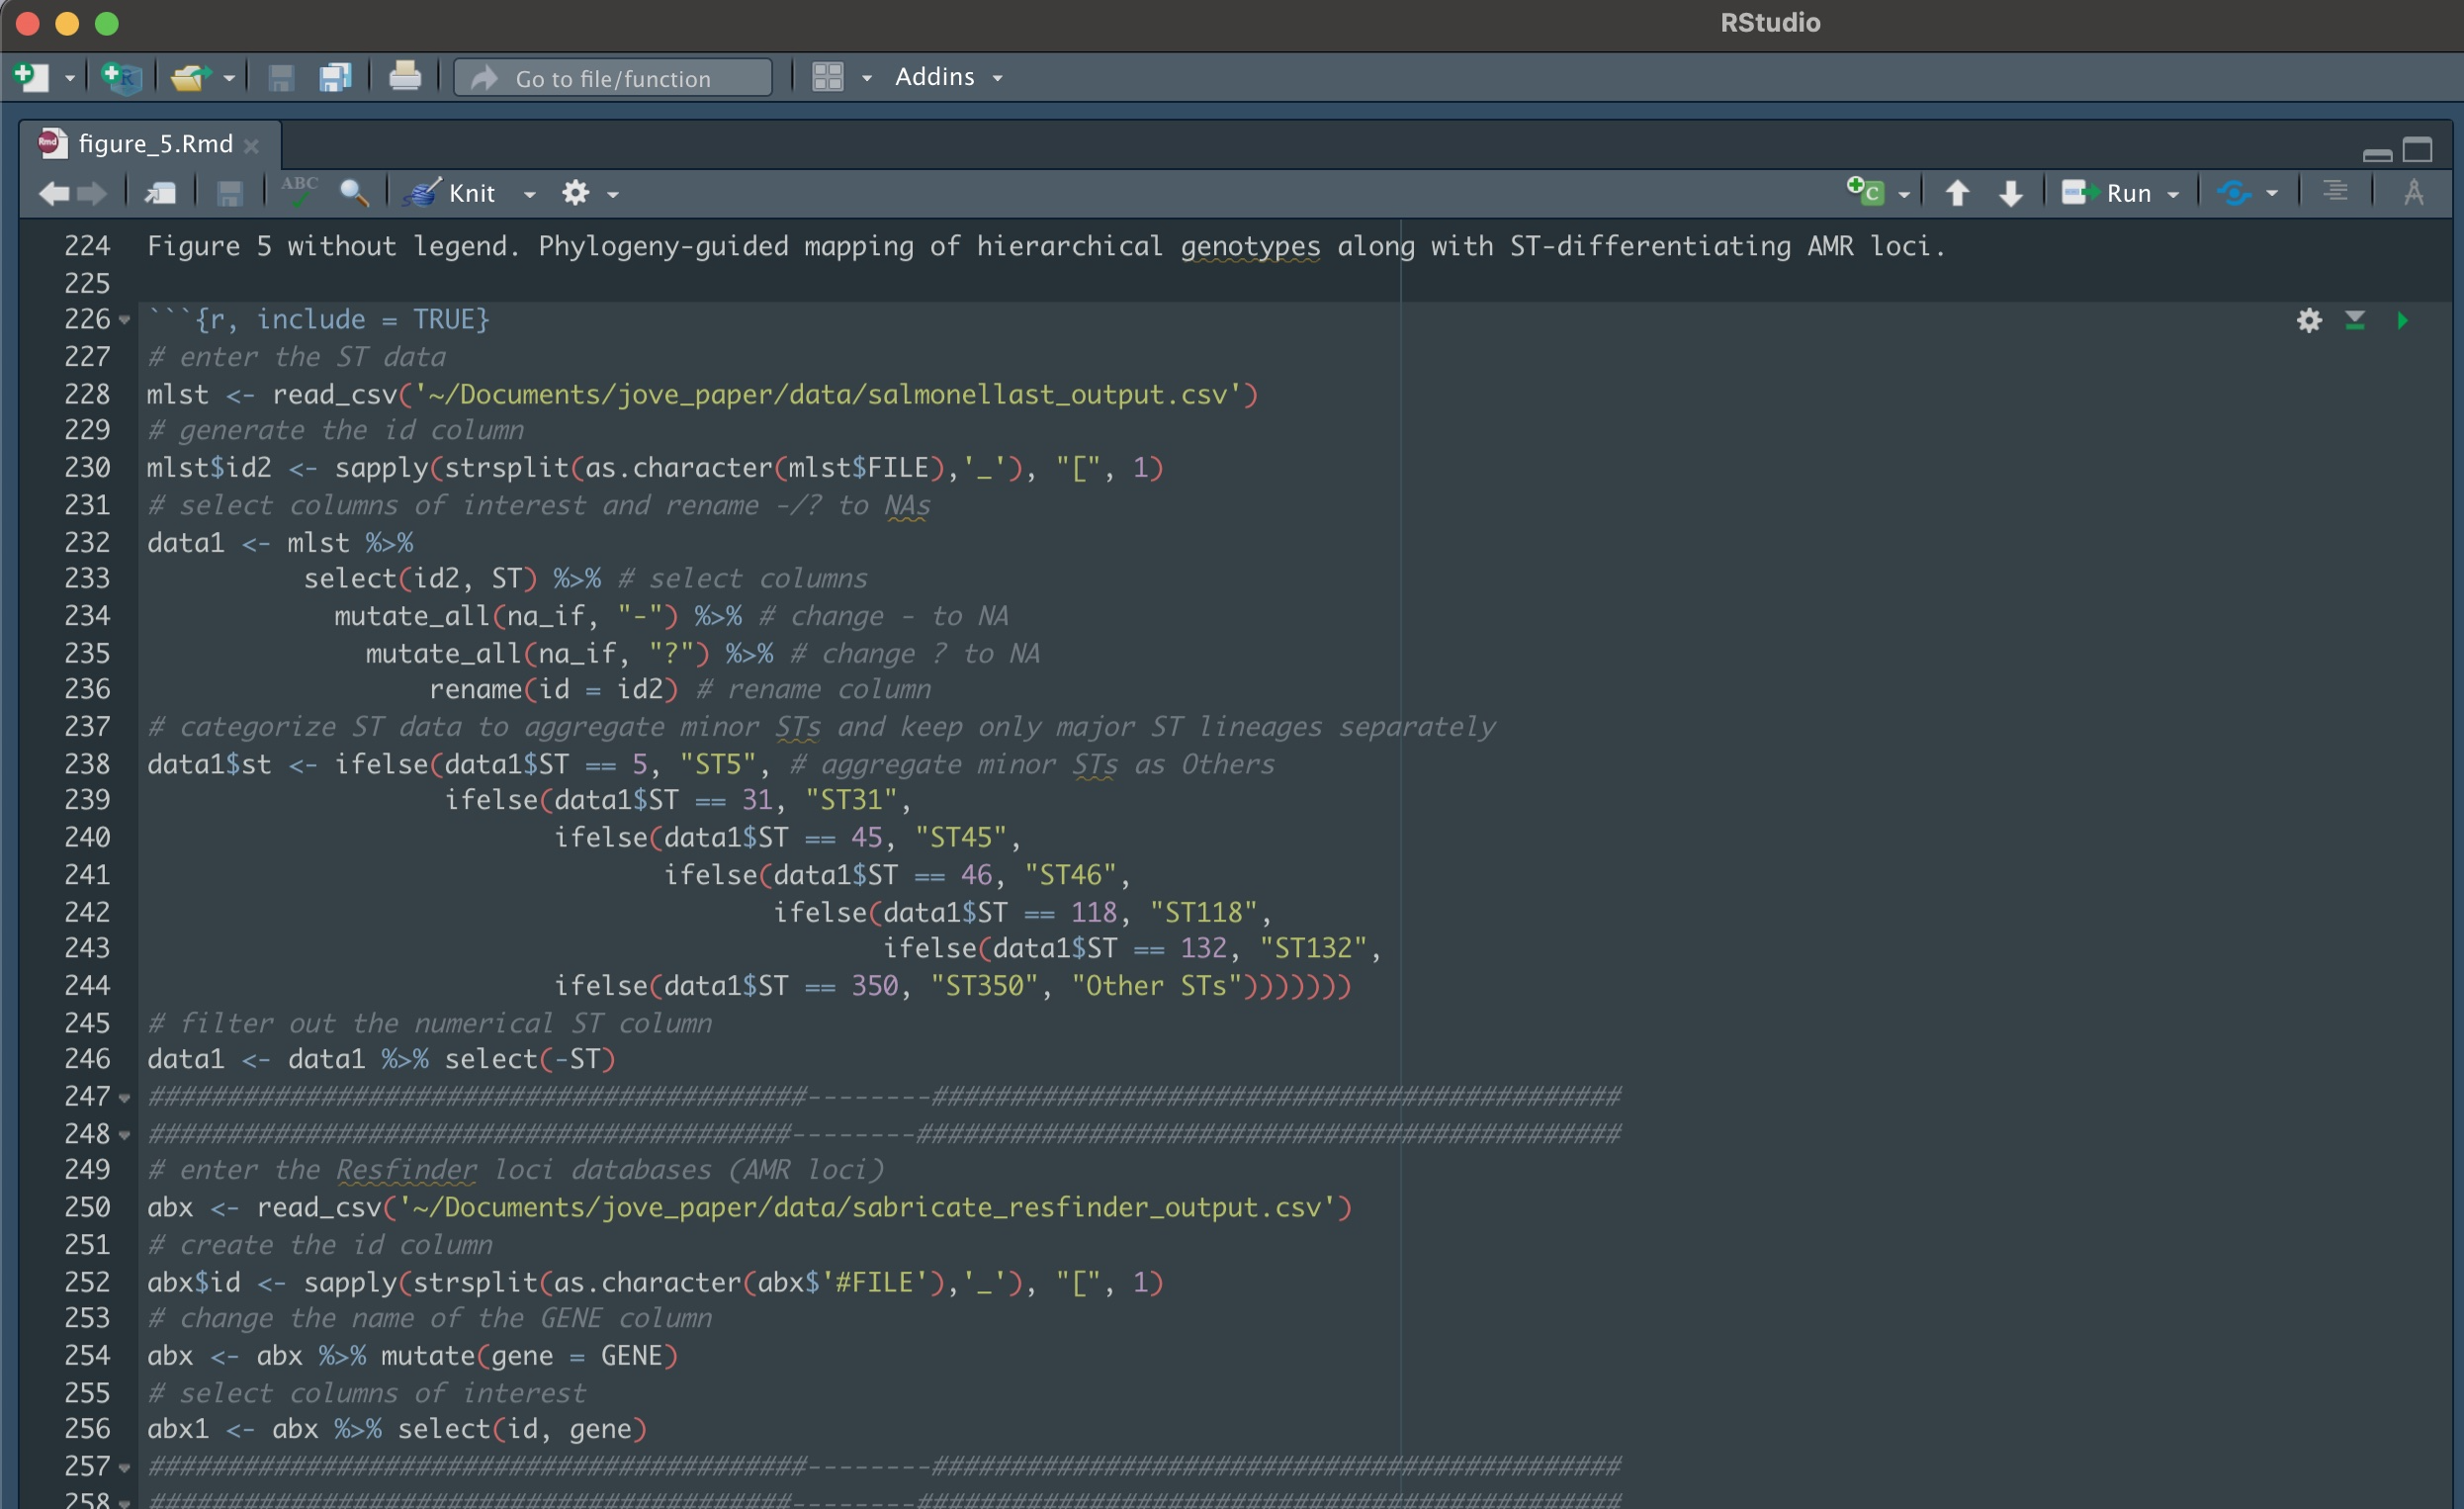 RStudio
Go to file/function
Addins
figure_5.Rmd
ABC
Knit
Run
224 Figure 5 without legend. Phylogeny-guided mapping of hierarchical genotypes along with ST-differentiating AMR loci.
225
226 ```{r, include = TRUE}
227 # enter the ST data
228 mlst <- read_csv('~/Documents/jove_paper/data/salmonellast_output.csv')
229 # generate the id column
230 mlst$id2 <- sapply(strsplit(as.character(mlst$FILE),'_'), "[", 1)
231 # select columns of interest and rename -/? to NAs
232 data1 <- mlst %>%
233 select(id2, ST) %>% # select columns
234 mutate_all(na_if, "-") %>% # change - to NA
235 mutate_all(na_if, "?") %>% # change ? to NA
236 rename(id = id2) # rename column
237 # categorize ST data to aggregate minor STs and keep only major ST lineages separately
238 data1$st <- ifelse(data1$ST == 5, "ST5", # aggregate minor STs as Others
239 ifelse(data1$ST == 31, "ST31",
240 ifelse(data1$ST == 45, "ST45",
241 ifelse(data1$ST == 46, "ST46",
242 ifelse(data1$ST == 118, "ST118",
243 ifelse(data1$ST == 132, "ST132",
244 ifelse(data1$ST == 350, "ST350", "Other STs")))))))
245 # filter out the numerical ST column
246 data1 <- data1 %>% select(-ST)
247 ##########################################--------############################################
248 #########################################--------#############################################
249 # enter the Resfinder loci databases (AMR loci)
250 abx <- read_csv('~/Documents/jove_paper/data/sabricate_resfinder_output.csv')
251 # create the id column
252 abx$id <- sapply(strsplit(as.character(abx$'#FILE'),'_'), "[", 1)
253 # change the name of the GENE column
254 abx <- abx %>% mutate(gene = GENE)
255 # select columns of interest
256 abx1 <- abx %>% select(id, gene)
257 ##########################################--------############################################
258 #########################################--------#############################################